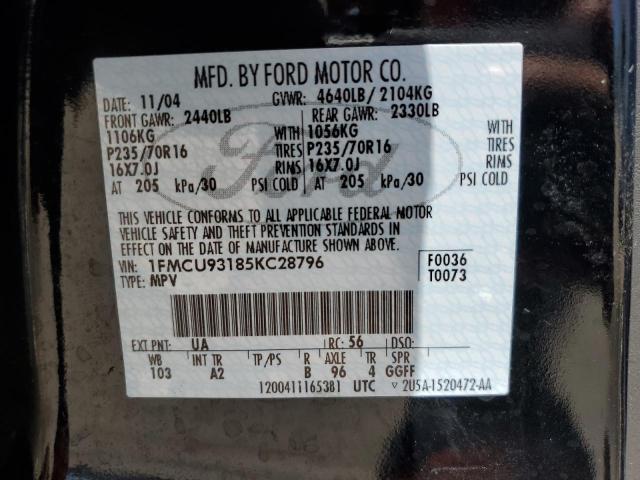 MFD. BY FORD MOTOR CO.
DATE: 11/04 GVWR: 4640LB/ 2104KG
FRONT GAWR: 2440LB REAR GAWR: 2330LB
1106KG WITH 1056KG WITH
P235/70R16 TIRES P235/70R16 TIRES
16X7.0J RIMS 16X7.0J RIMS
AT 205 kPa/30 PSI COLD AT 205 kPa/30 PSI COLD
Ford
THIS VEHICLE CONFORMS TO ALL APPLICABLE FEDERAL MOTOR
VEHICLE SAFETY AND THEFT PREVENTION STANDARDS IN
EFFECT ON THE DATE OF MANUFACTURE SHOWN ABOVE.
VIN: 1FMCU93185KC28796 F0036
TYPE: MPV T0073
EXT PNT: UA RC: 56 DSO:
WB INT TR TP/PS R AXLE TR SPR
103 A2 B 96 4 GGFF
1200411165381 UTC ▽ 2U5A-1520472-AA